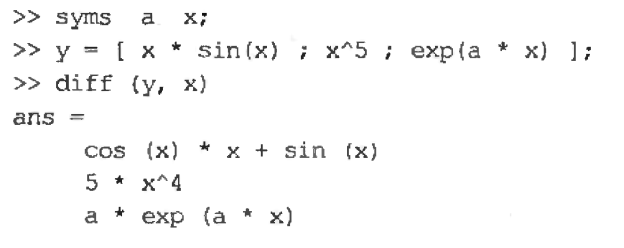 >> syms a x;
>> y = [ x * sin(x) ; x^5 ; exp(a * x) ];
>> diff (y, x)
ans =
cos (x) * x + sin (x)
5 * x^4
a * exp (a * x)